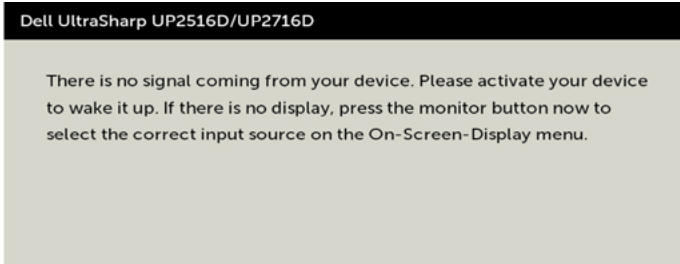 Dell UltraSharp UP2516D/UP2716D
There is no signal coming from your device. Please activate your device
to wake it up. If there is no display, press the monitor button now to
select the correct input source on the On-Screen-Display menu.